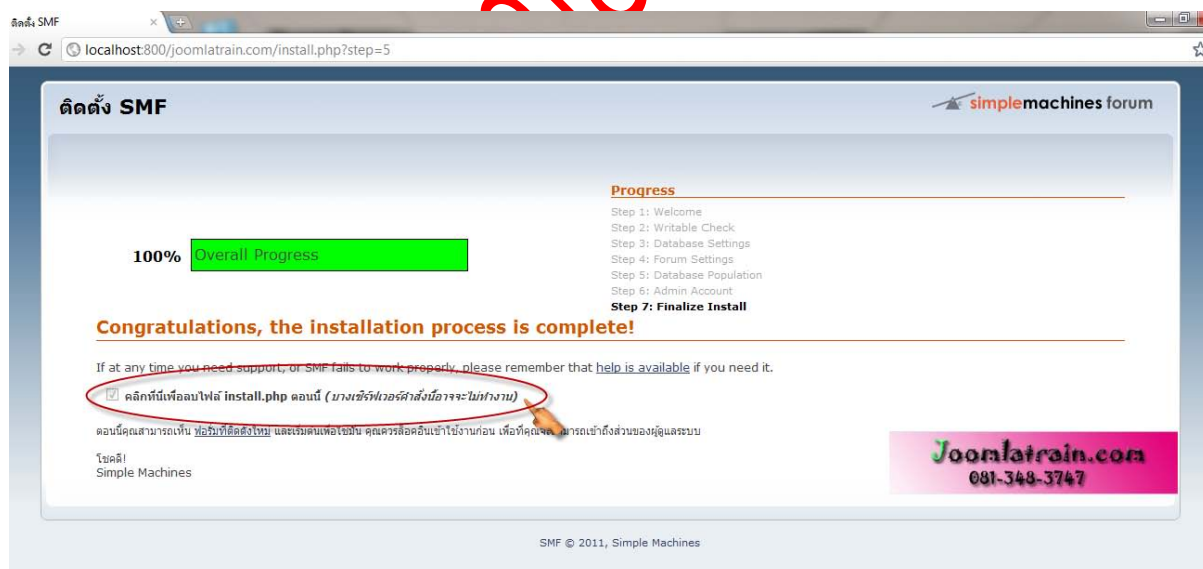 ติดตั้ง SMF
localhost:800/joomlatrain.com/install.php?step=5
ติดตั้ง SMF
simplemachines forum
Progress
Step 1: Welcome
Step 2: Writable Check
Step 3: Database Settings
Step 4: Forum Settings
Step 5: Database Population
Step 6: Admin Account
Step 7: Finalize Install
100% Overall Progress
Congratulations, the installation process is complete!
If at any time you need support, or SMF fails to work properly, please remember that help is available if you need it.
คลิกที่นี่เพื่อลบไฟล์ install.php ตอนนี้ (บางเซิร์ฟเวอร์คำสั่งนี้อาจจะไม่ทำงาน)
ตอนนี้คุณสามารถเห็น ฟอรั่มที่ติดตั้งใหม่ และเริ่มต้นเพื่อใช้มัน คุณควรล็อคอินเข้าใช้งานก่อน เพื่อที่คุณจะสามารถเข้าถึงส่วนของผู้ดูแลระบบ
โชคดี!
Simple Machines
Joomlatrain.com
081-348-3747
SMF © 2011, Simple Machines